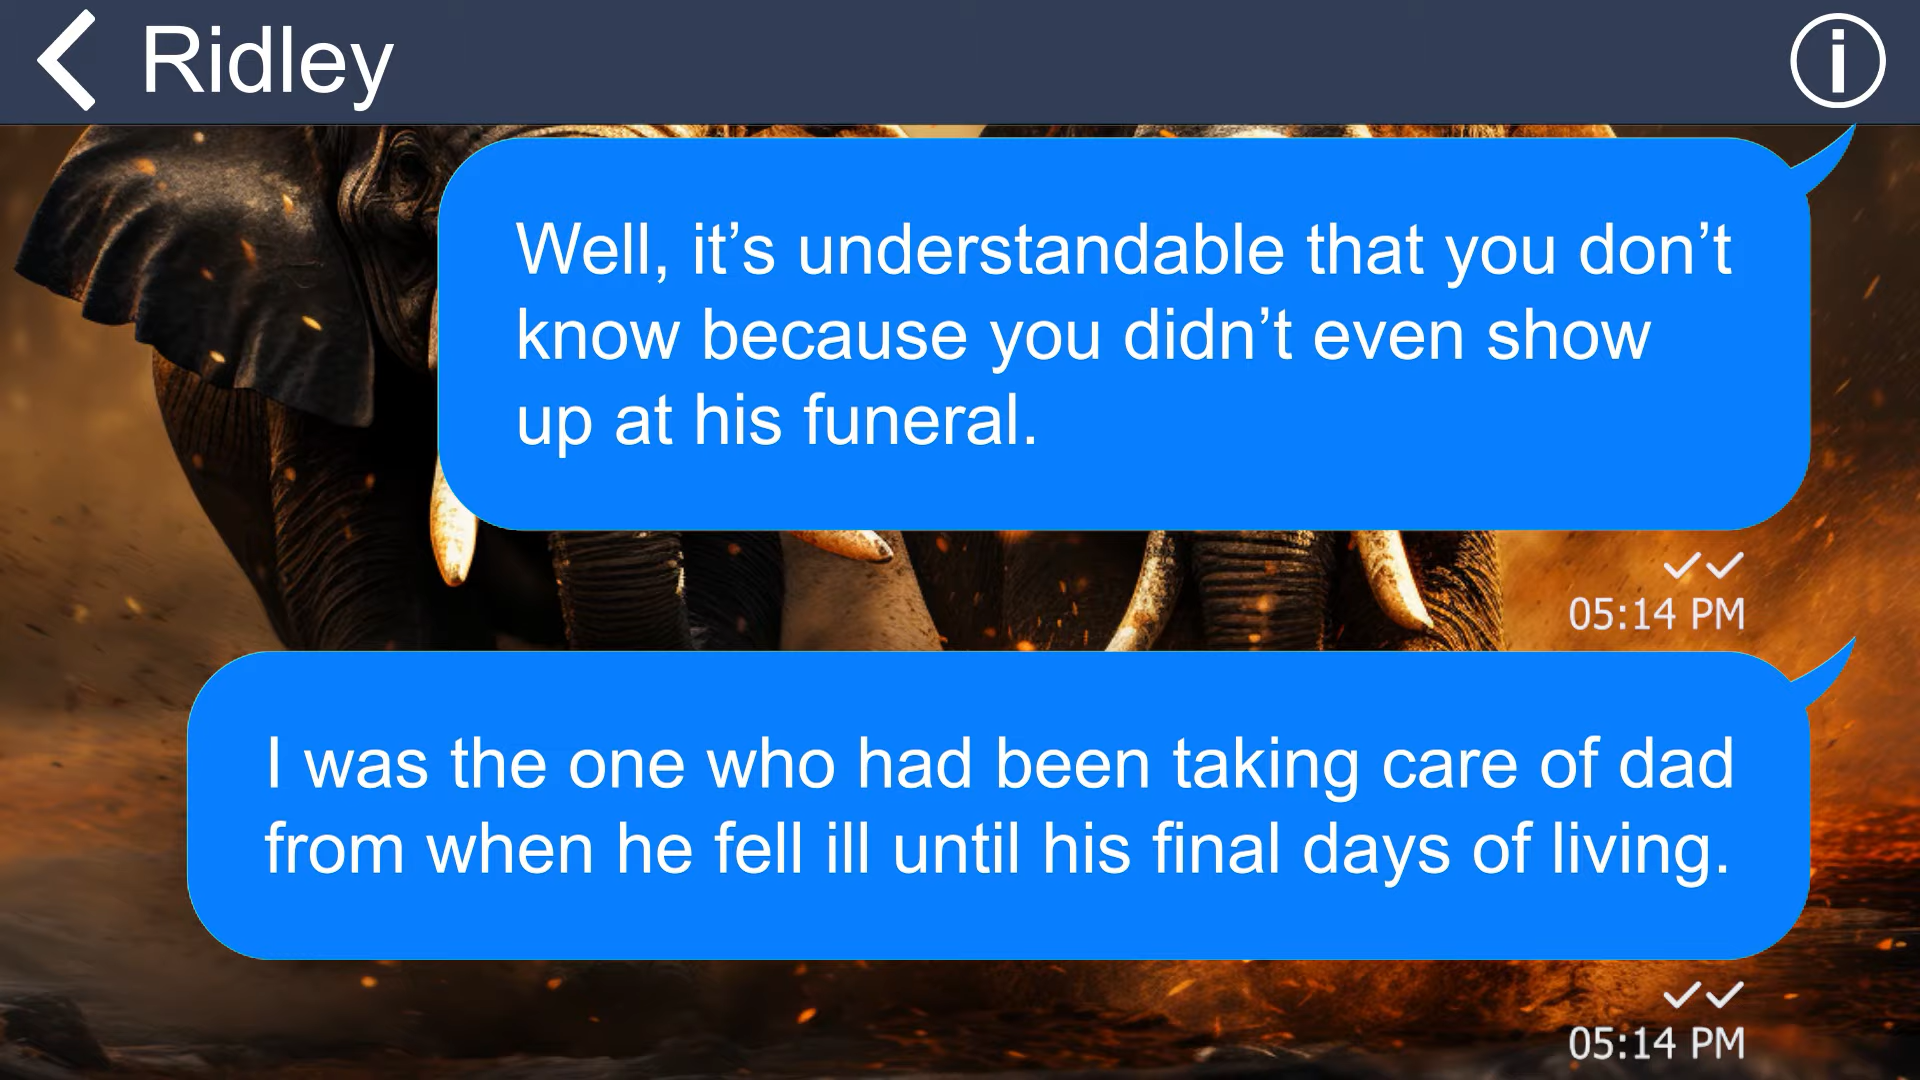 Ridley
Well, it’s understandable that you don’t
know because you didn’t even show
up at his funeral.
05:14 PM
I was the one who had been taking care of dad
from when he fell ill until his final days of living.
05:14 PM